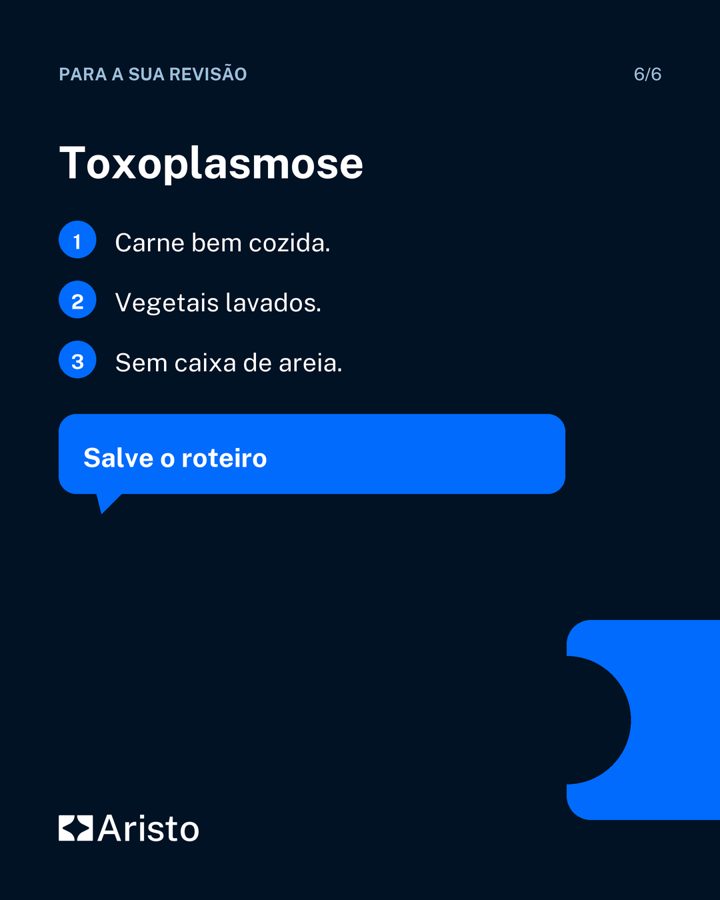 PARA A SUA REVISÃO
6/6
Toxoplasmose
1 Carne bem cozida.
2 Vegetais lavados.
3 Sem caixa de areia.
Salve o roteiro
Aristo